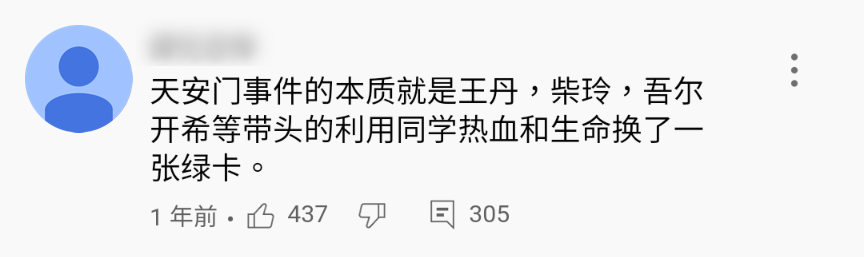 天安门事件的本质就是王丹，柴玲，吾尔
开希等带头的利用同学热血和生命换了一
张绿卡。
1 年前 · 437 305